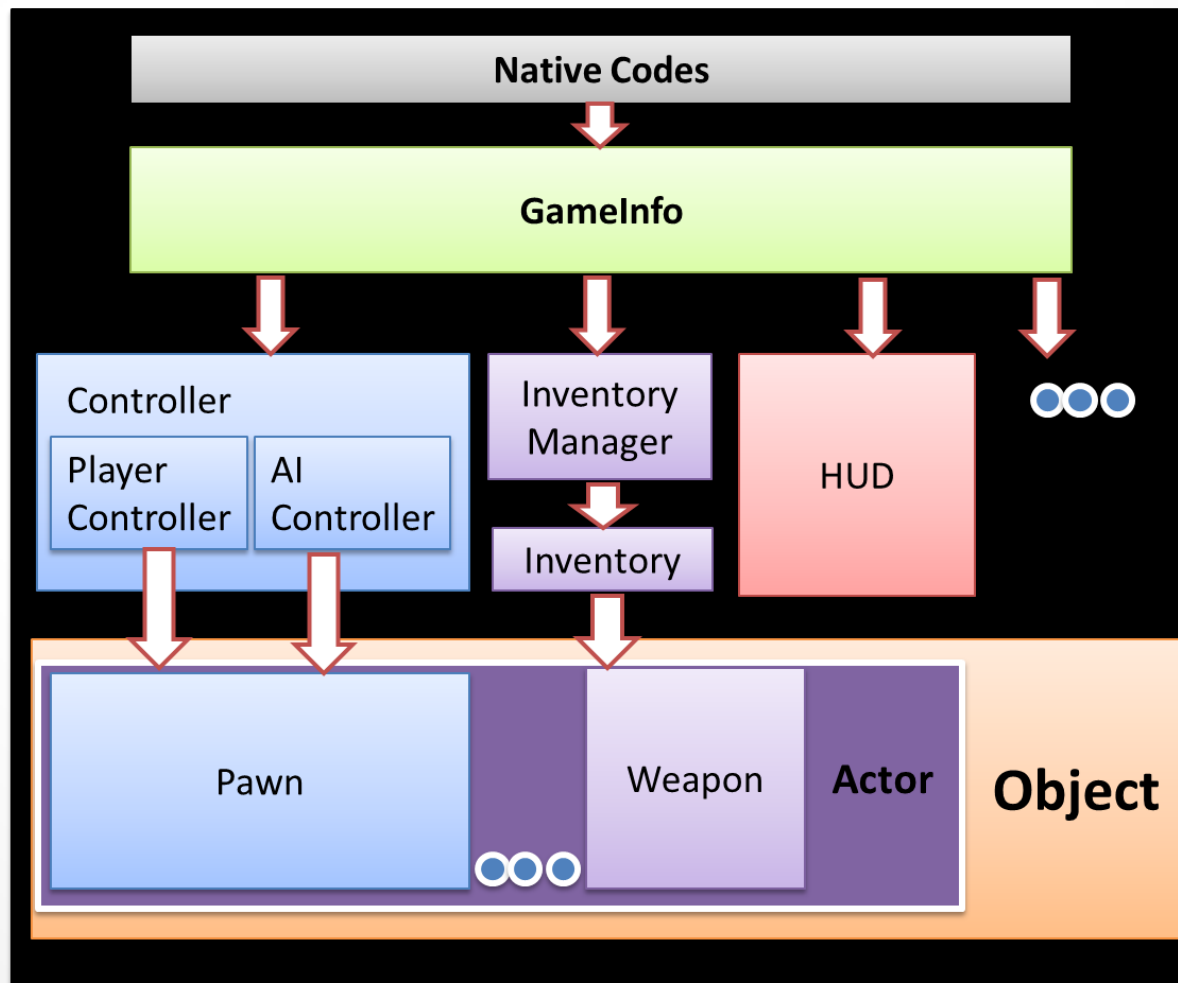 Native Codes
GameInfo
Controller
Player
Controller
AI
Controller
Inventory
Manager
Inventory
HUD
Pawn
Weapon
Actor
Object